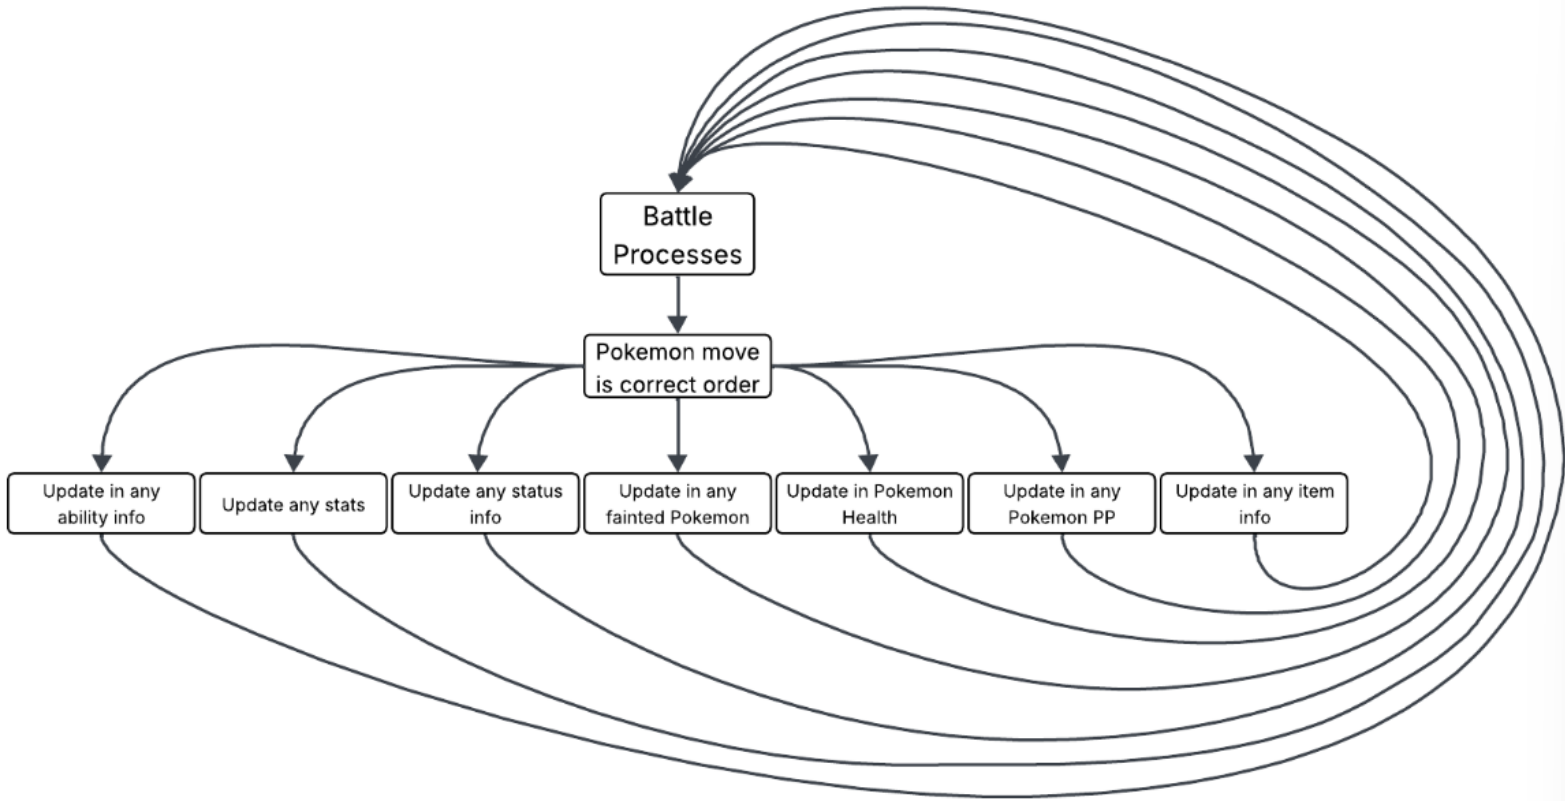 Battle
Processes
Pokemon move
is correct order
Update in any
ability info
Update any stats
Update any status
info
Update in any
fainted Pokemon
Update in Pokemon
Health
Update in any
Pokemon PP
Update in any item
info